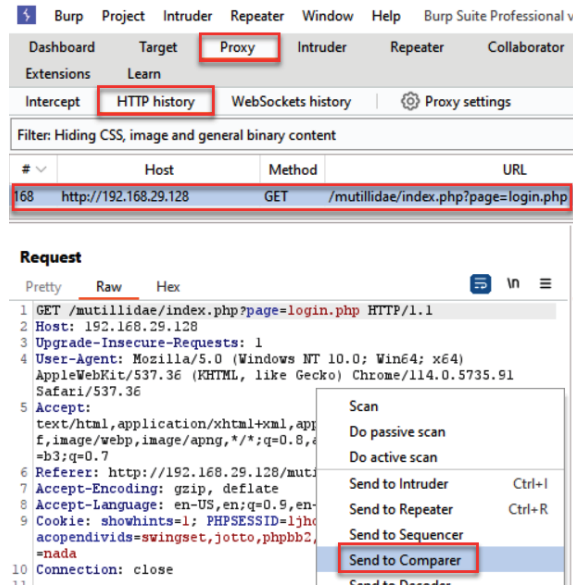 Burp Project Intruder Repeater Window Help Burp Suite Professional v
Dashboard Target Proxy Intruder Repeater Collaborator
Extensions Learn
Intercept HTTP history WebSockets history Proxy settings
Filter: Hiding CSS, image and general binary content
# Host Method URL
168 http://192.168.29.128 GET /mutillidae/index.php?page=login.php
Request
Pretty Raw Hex \n
1 GET /mutillidae/index.php?page=login.php HTTP/1.1
2 Host: 192.168.29.128
3 Upgrade-Insecure-Requests: 1
4 User-Agent: Mozilla/5.0 (Windows NT 10.0; Win64; x64)
AppleWebKit/537.36 (KHTML, like Gecko) Chrome/114.0.5735.91
Safari/537.36
5 Accept:
text/html,application/xhtml+xml,app
f,image/webp,image/apng,*/*;q=0.8,a
=b3;q=0.7
6 Referer: http://192.168.29.128/muti
7 Accept-Encoding: gzip, deflate
8 Accept-Language: en-US,en;q=0.9,en-
9 Cookie: showhints=1; PHPSESSID=ljho
acopendivids=swingset,jotto,phpbb2,
=nada
10 Connection: close
11
Scan
Do passive scan
Do active scan
Send to Intruder Ctrl+I
Send to Repeater Ctrl+R
Send to Sequencer
Send to Comparer
Send to Decoder